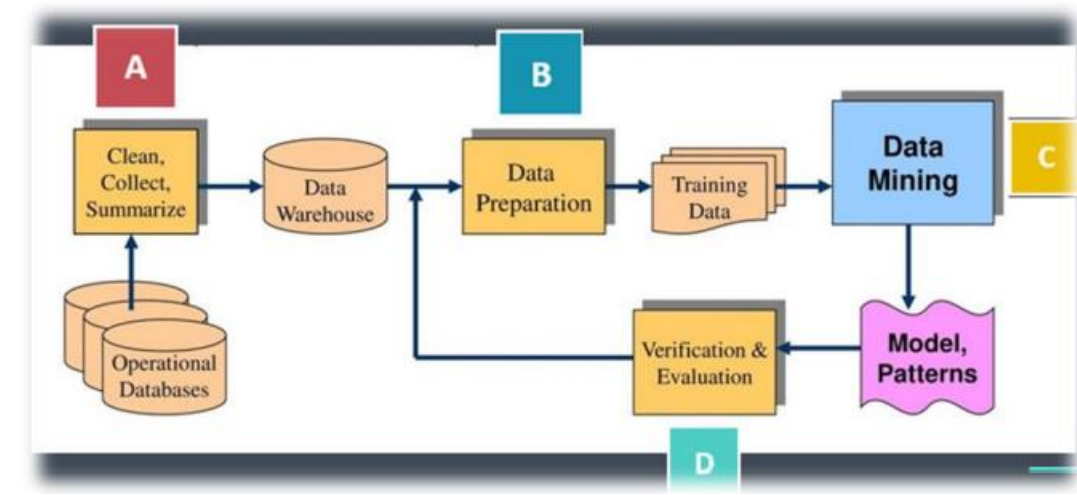 A
B
Clean,
Collect,
Summarize
Data
Warehouse
Data
Preparation
Training
Data
Data
Mining
C
Operational
Databases
Verification &
Evaluation
Model,
Patterns
D